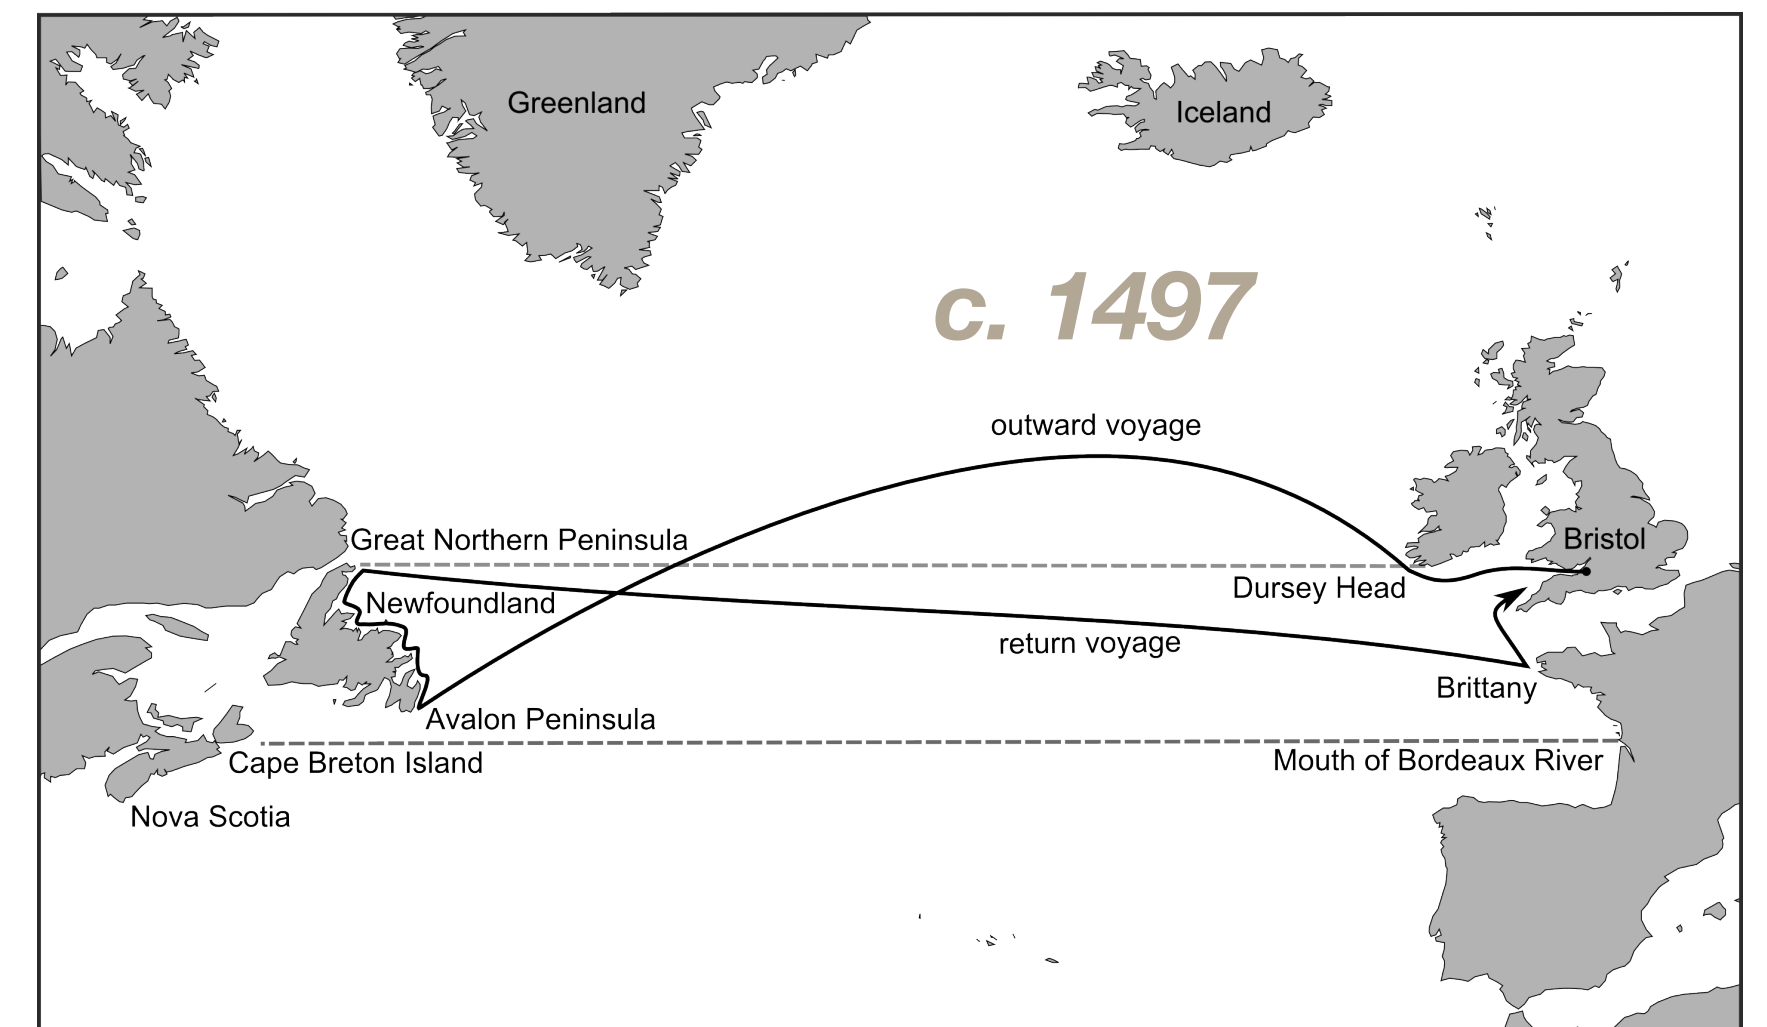 Greenland
Iceland
c. 1497
outward voyage
Great Northern Peninsula
Bristol
Dursey Head
Newfoundland
return voyage
Brittany
Avalon Peninsula
Cape Breton Island
Mouth of Bordeaux River
Nova Scotia